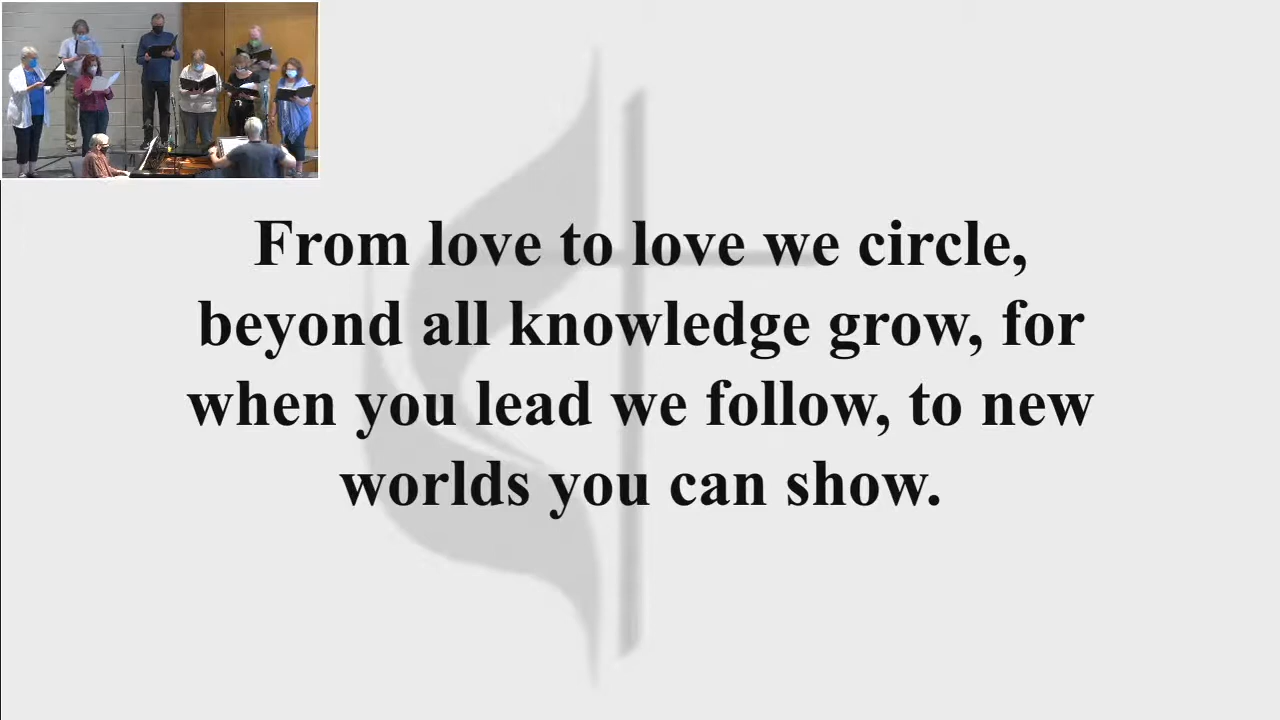 From love to love we circle,
beyond all knowledge grow, for
when you lead we follow, to new
worlds you can show.